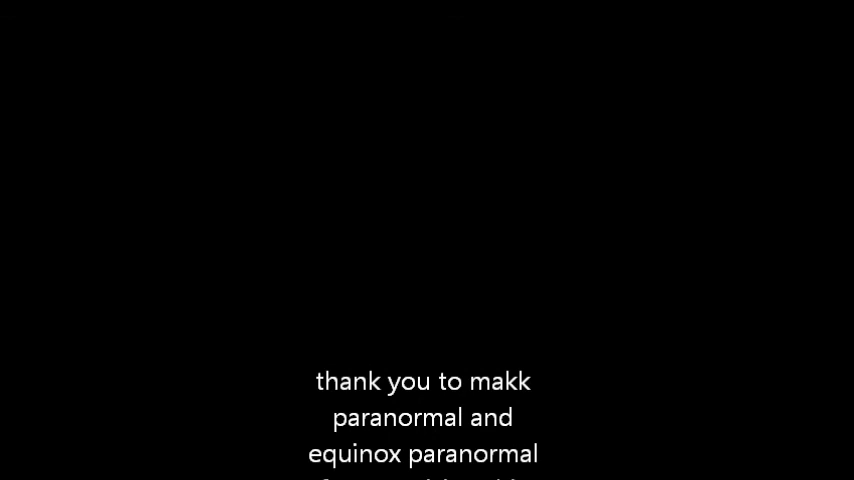 thank you to makk
paranormal and
equinox paranormal